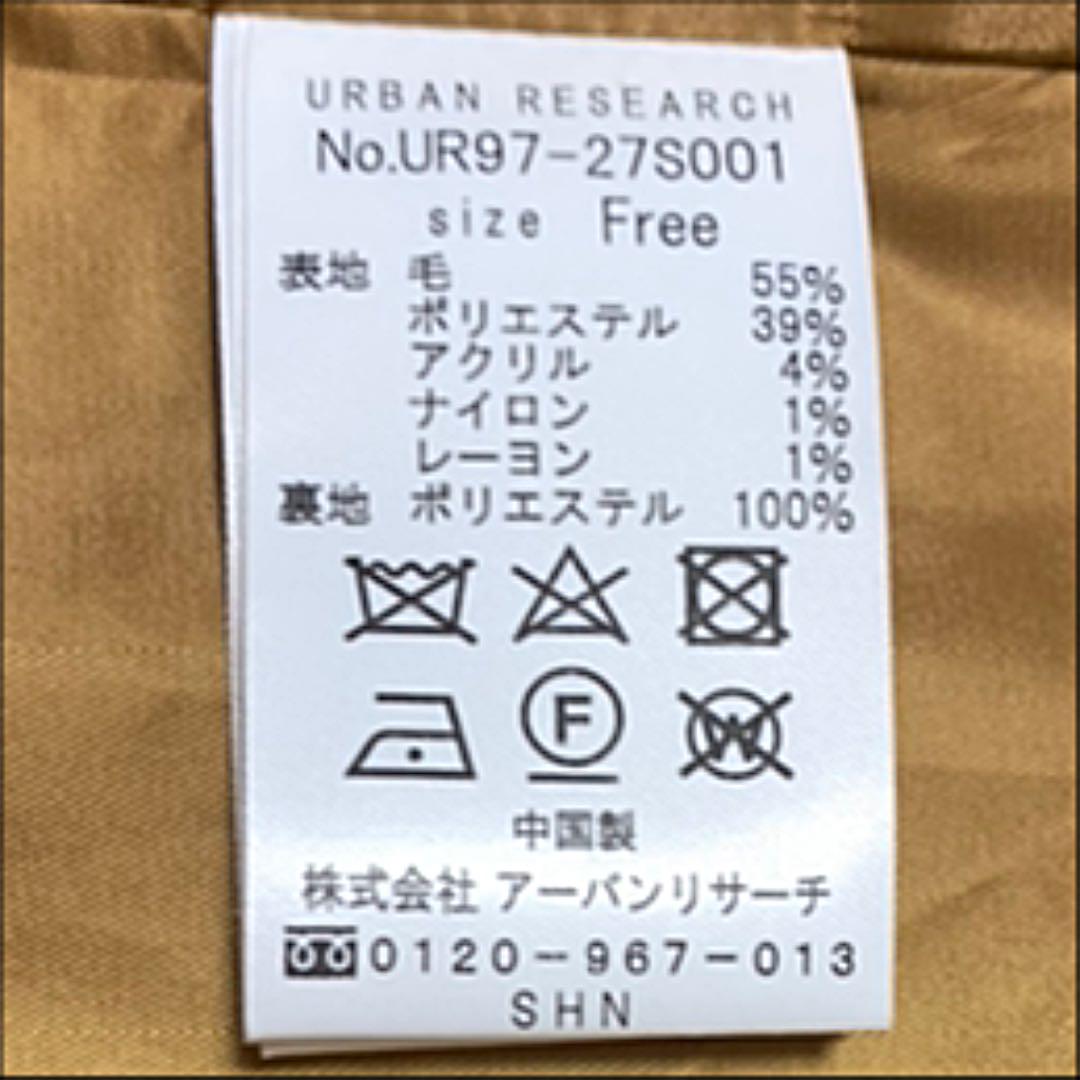 URBAN RESEARCH
No.UR97-27S001
size Free
表地 毛 55%
ポリエステル 39%
アクリル 4%
ナイロン 1%
レーヨン 1%
裏地 ポリエステル 100%
F W
中国製
株式会社 アーバンリサーチ
0120-967-013
SHN